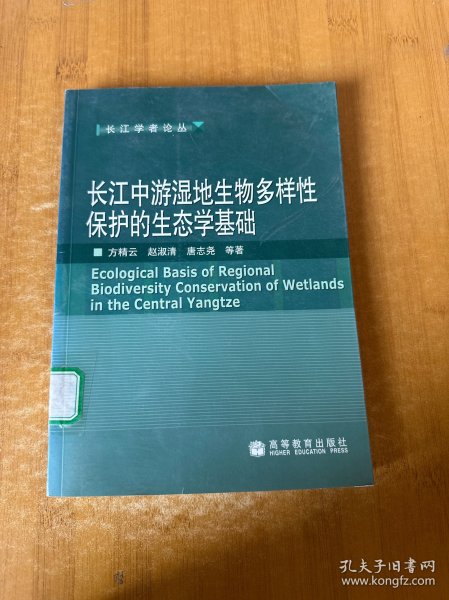 长江学者论丛
长江中游湿地生物多样性
保护的生态学基础
方精云 赵淑清 唐志尧 等著
Ecological Basis of Regional
Biodiversity Conservation of Wetlands
in the Central Yangtze
高等教育出版社
HIGHER EDUCATION PRESS
孔夫子旧书网
www.kongfz.com